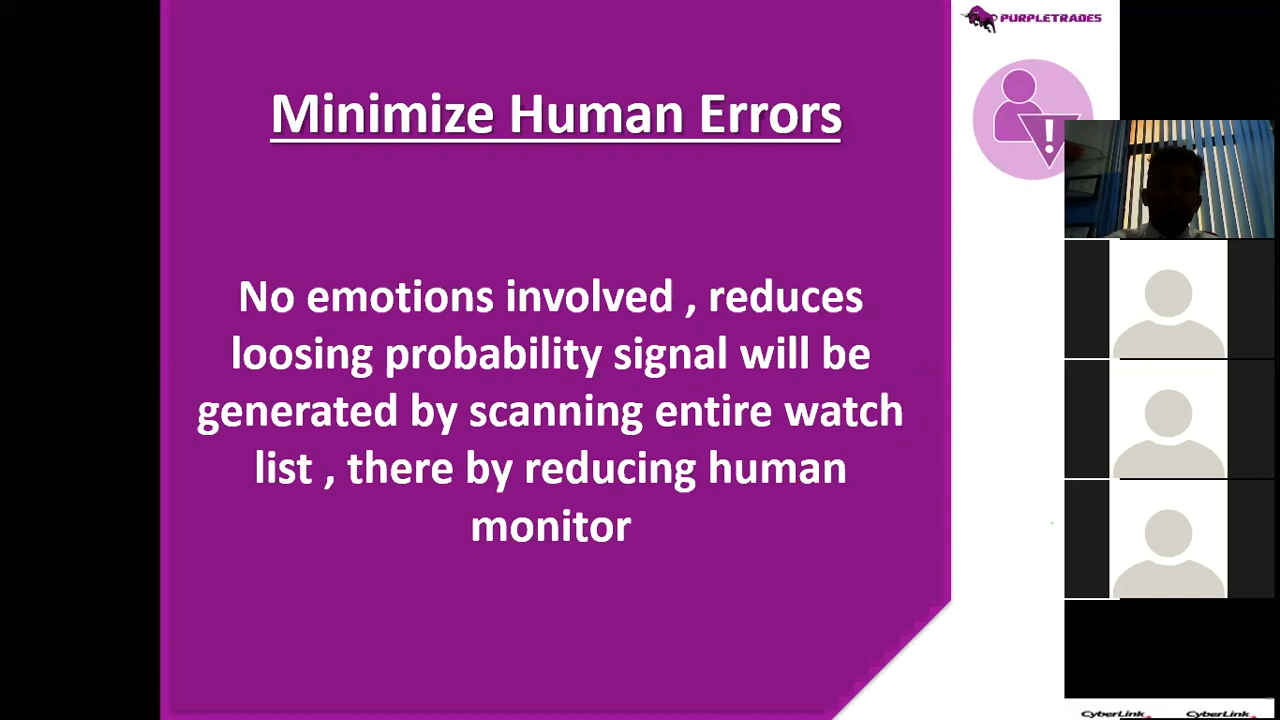 PURPLETRADES
Minimize Human Errors
No emotions involved , reduces
loosing probability signal will be
generated by scanning entire watch
list , there by reducing human
monitor
CyberLink
CyberLink